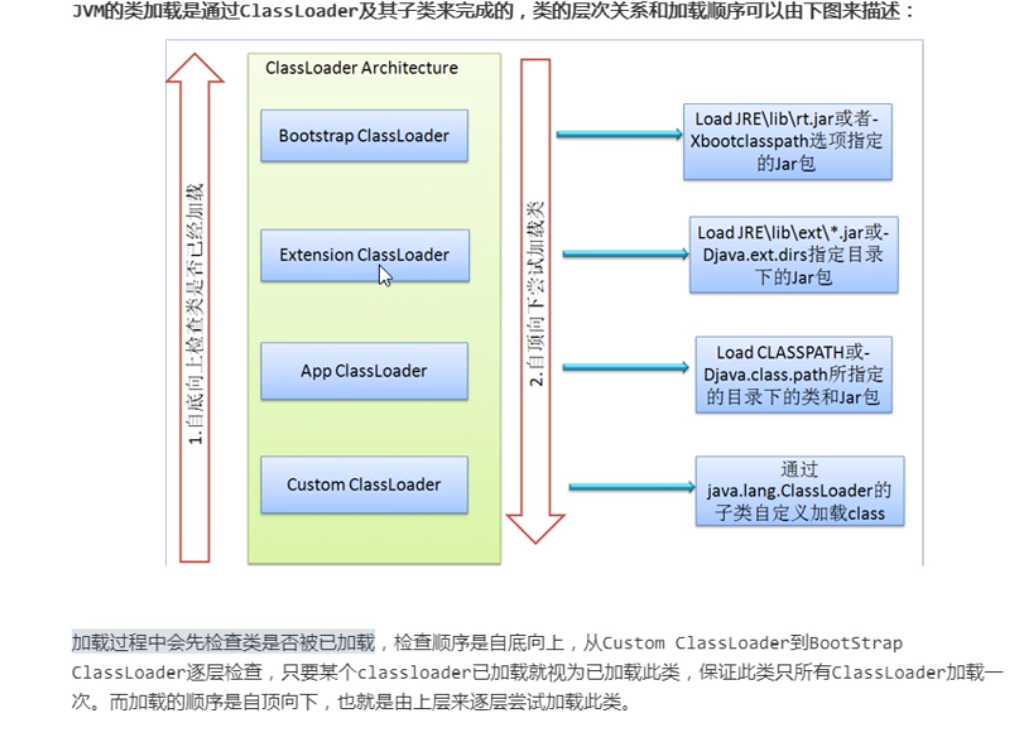 JVM的类加载是通过ClassLoader及其子类来完成的，类的层次关系和加载顺序可以由下图来描述：
ClassLoader Architecture
1.自底向上检查类是否已经加载
Bootstrap ClassLoader
Extension ClassLoader
App ClassLoader
Custom ClassLoader
2.自顶向下尝试加载类
Load JRE\lib\rt.jar或者-
Xbootclasspath选项指定
的Jar包
Load JRE\lib\ext\*.jar或-
Djava.ext.dirs指定目录
下的Jar包
Load CLASSPATH或-
Djava.class.path所指定
的目录下的类和Jar包
通过
java.lang.ClassLoader的
子类自定义加载class
加载过程中会先检查类是否被已加载，检查顺序是自底向上，从Custom ClassLoader到BootStrap
ClassLoader逐层检查，只要某个classloader已加载就视为已加载此类，保证此类只所有ClassLoader加载一
次。而加载的顺序是自顶向下，也就是由上层来逐层尝试加载此类。